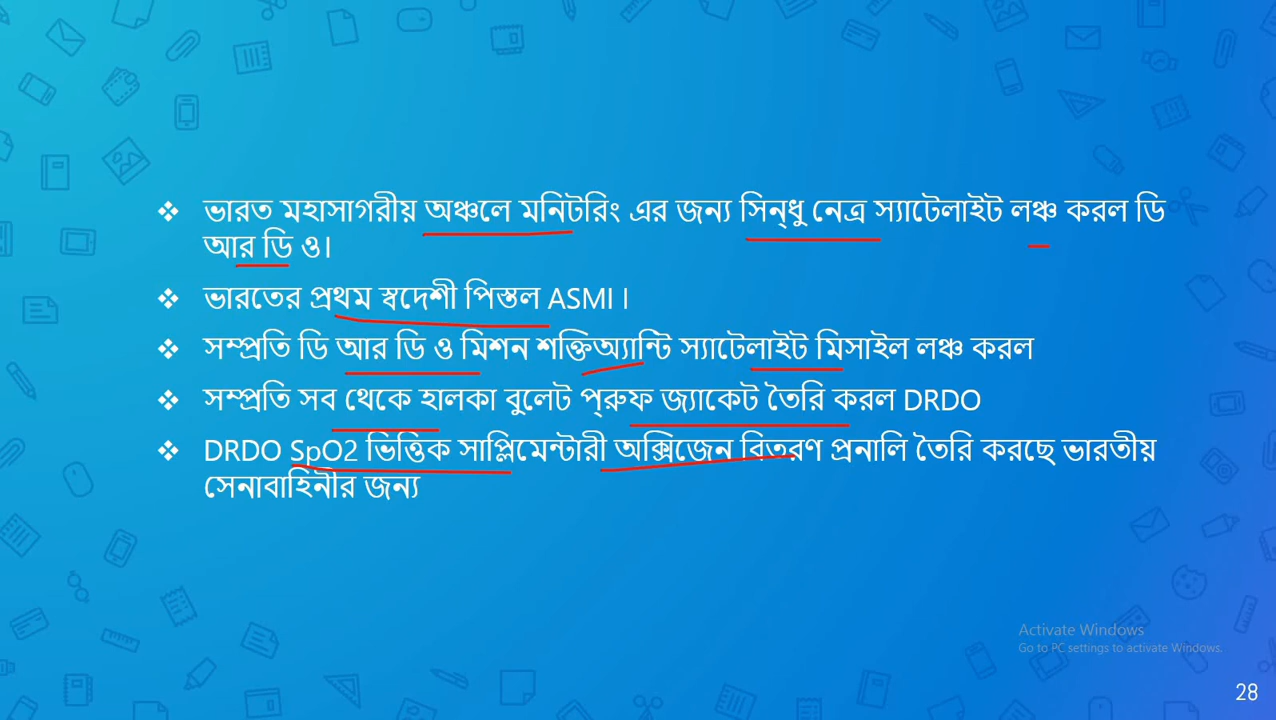 ❖ ভারত মহাসাগরীয় অঞ্চলে মনিটরিং এর জন্য সিন্ধু নেত্র স্যাটেলাইট লঞ্চ করল ডি
আর ডি ও।
❖ ভারতের প্রথম স্বদেশী পিস্তল ASMI ।
❖ সম্প্রতি ডি আর ডি ও মিশন শক্তিঅ্যান্টি স্যাটেলাইট মিসাইল লঞ্চ করল
❖ সম্প্রতি সব থেকে হালকা বুলেট প্রুফ জ্যাকেট তৈরি করল DRDO
❖ DRDO SpO2 ভিত্তিক সাপ্লিমেন্টারী অক্সিজেন বিতরণ প্রনালি তৈরি করছে ভারতীয়
সেনাবাহিনীর জন্য
Activate Windows
Go to PC settings to activate Windows.
28